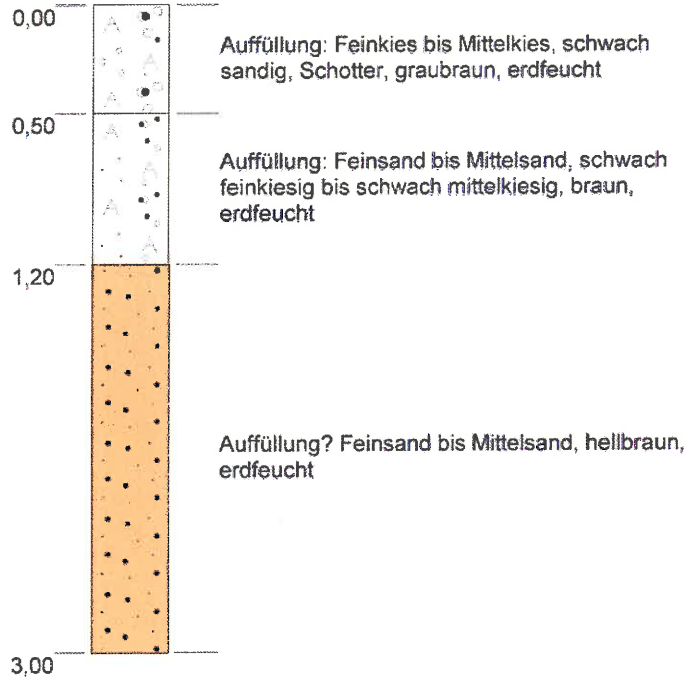 0,00
Auffüllung: Feinkies bis Mittelkies, schwach
sandig, Schotter, graubraun, erdfeucht
0,50
Auffüllung: Feinsand bis Mittelsand, schwach
feinkiesig bis schwach mittelkiesig, braun,
erdfeucht
1,20
Auffüllung? Feinsand bis Mittelsand, hellbraun,
erdfeucht
3,00
A
A
A
A
A
A
A